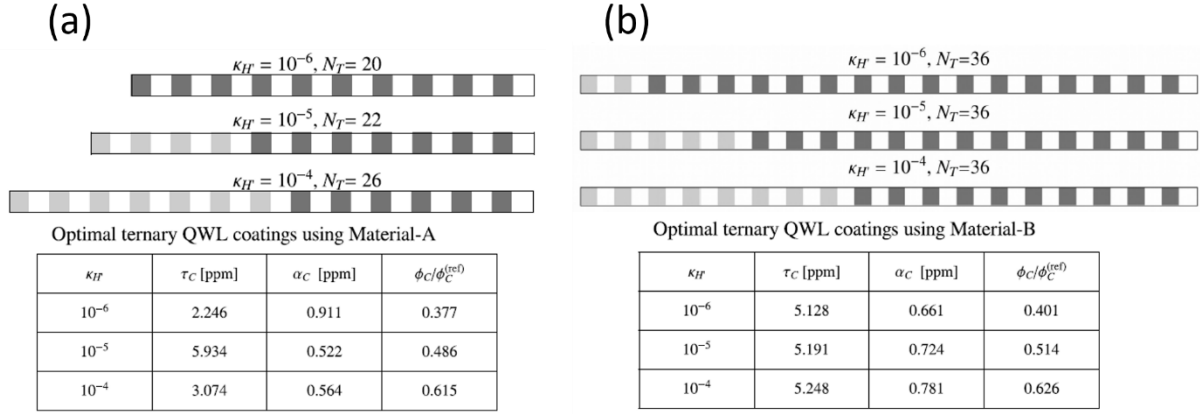 (a)
κH' = 10−6, NT= 20
κH' = 10−5, NT= 22
κH' = 10−4, NT= 26
Optimal ternary QWL coatings using Material-A
κH' τC [ppm] αC [ppm] ϕC/ϕC(ref)
10−6 2.246 0.911 0.377
10−5 5.934 0.522 0.486
10−4 3.074 0.564 0.615
(b)
κH' = 10−6, NT=36
κH' = 10−5, NT=36
κH' = 10−4, NT=36
Optimal ternary QWL coatings using Material-B
κH' τC [ppm] αC [ppm] ϕC/ϕC(ref)
10−6 5.128 0.661 0.401
10−5 5.191 0.724 0.514
10−4 5.248 0.781 0.626